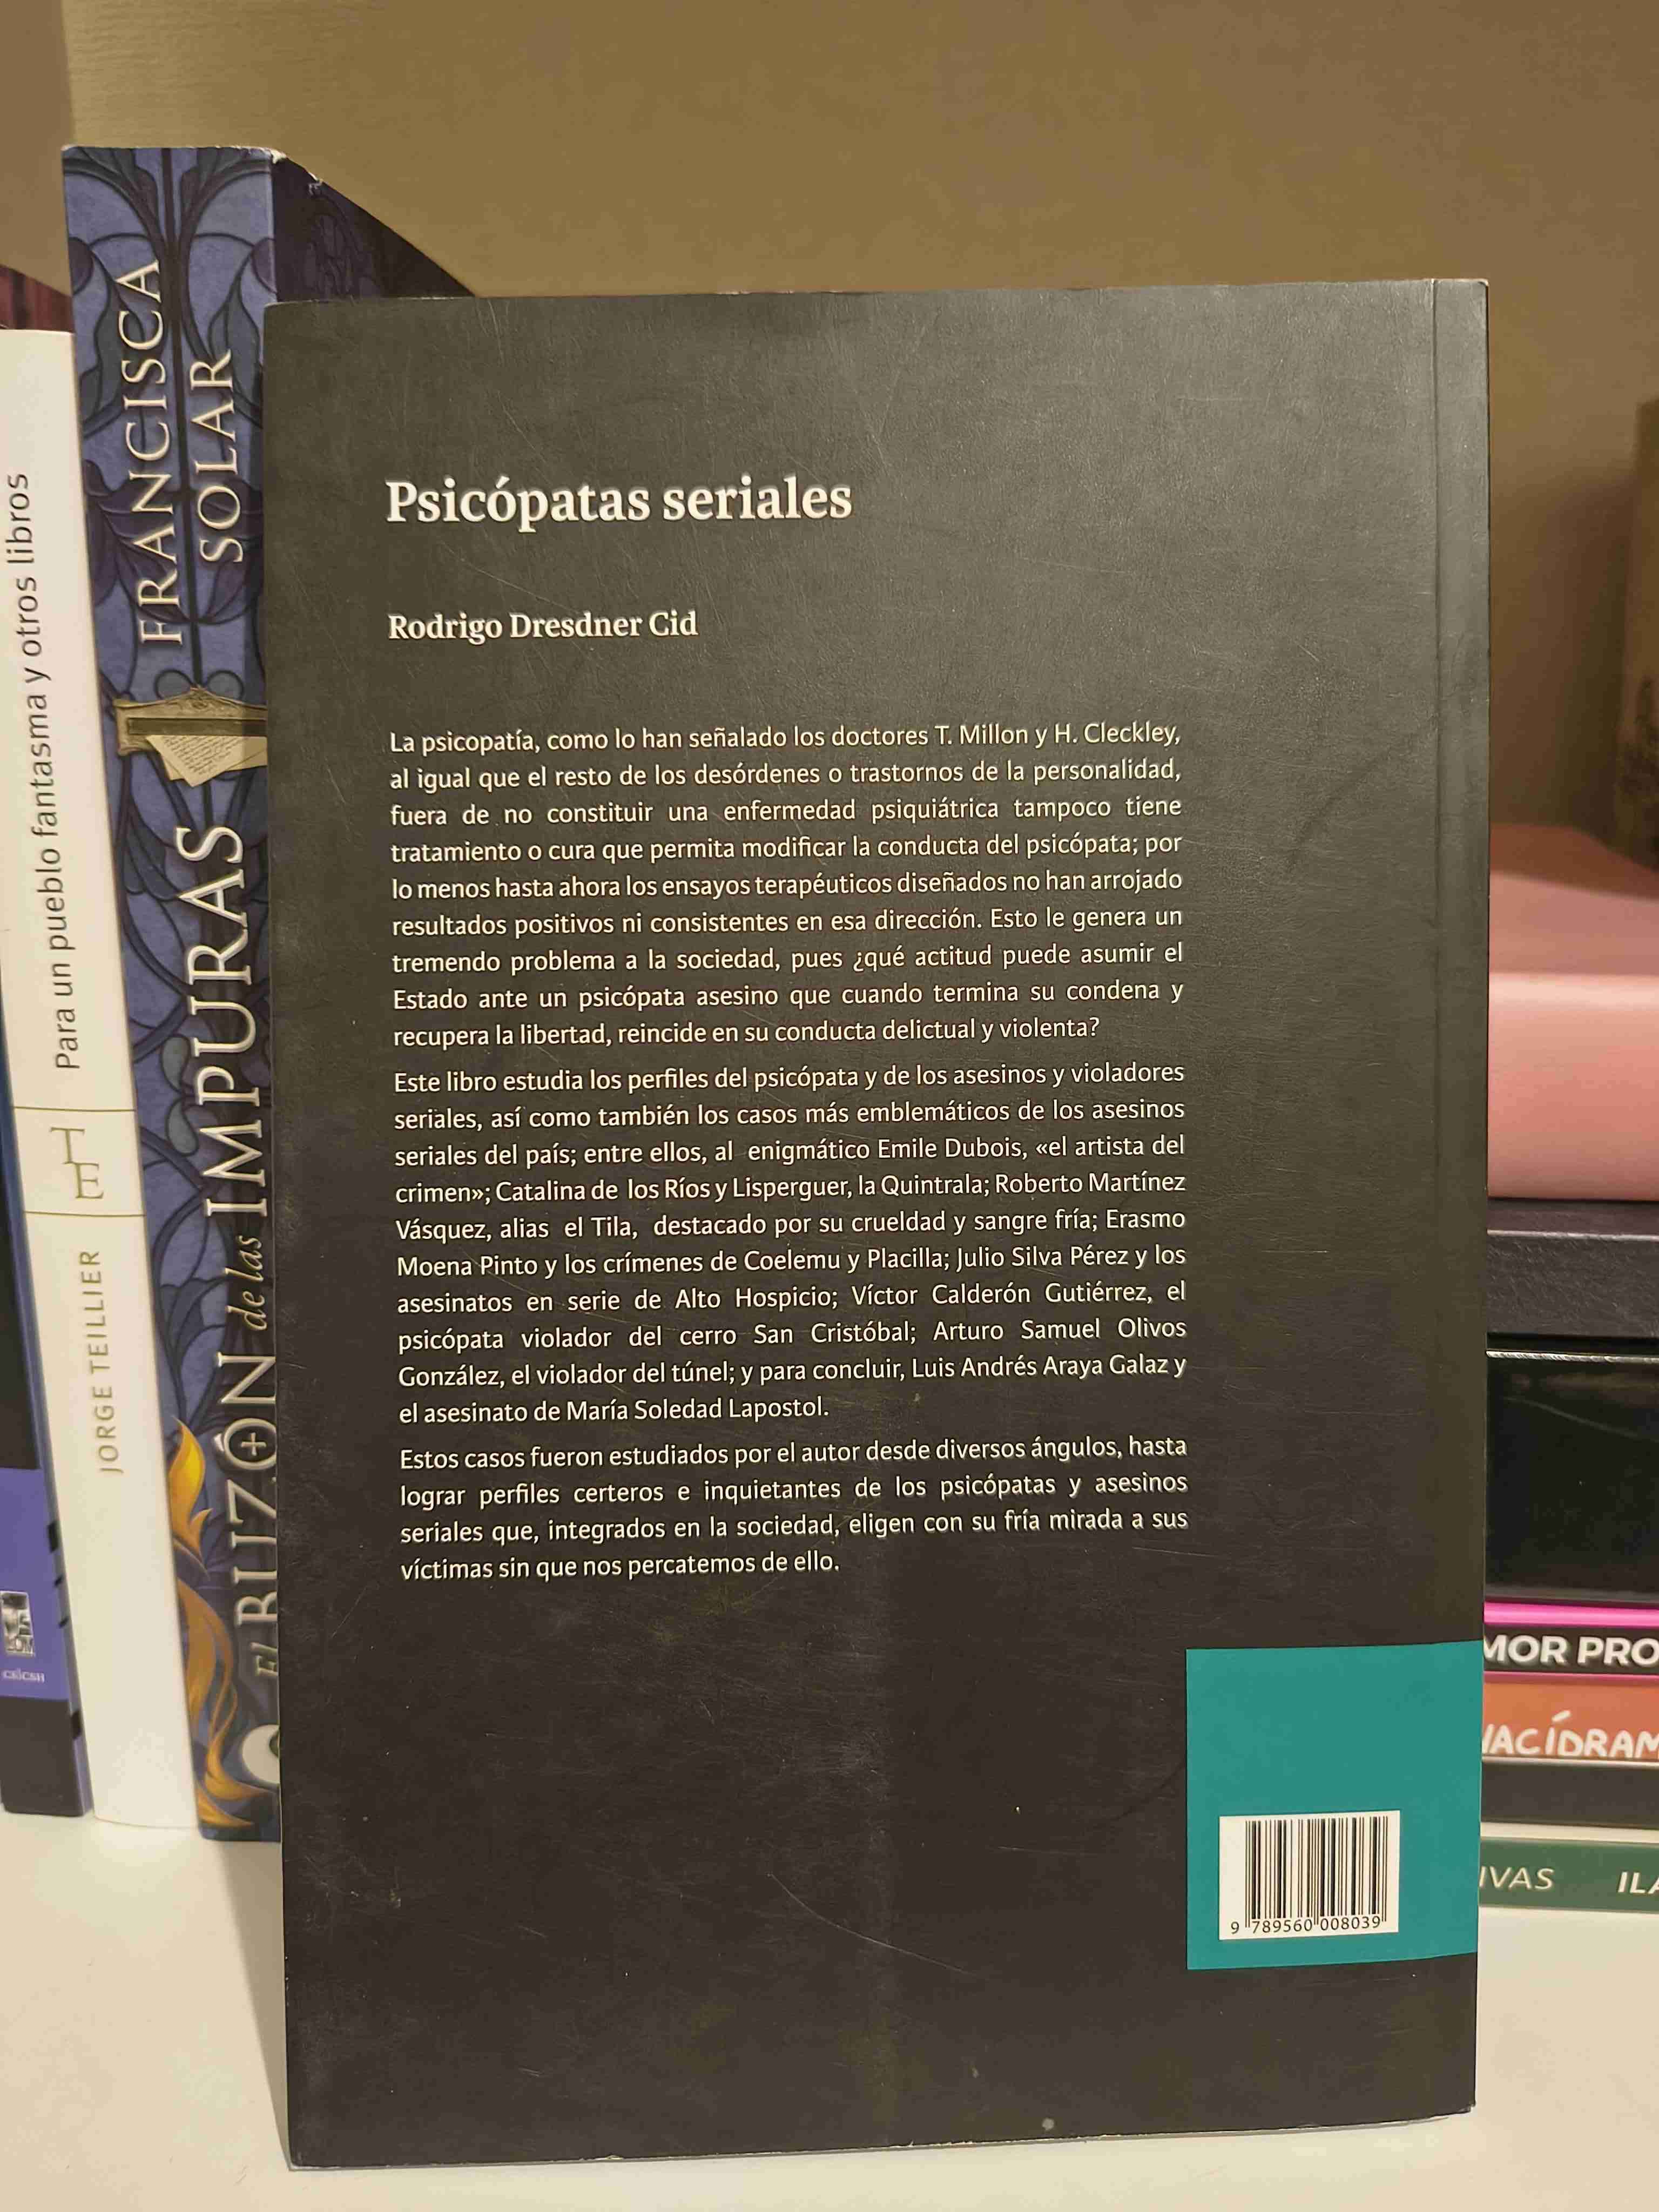 Para un pueblo fantasma y otros libros
TE
JORGE TEILLIER
FRANCISCA
SOLAR
El BUZÓN de las IMPURAS
Psicópatas seriales
Rodrigo Dresdner Cid
La psicopatía, como lo han señalado los doctores T. Millon y H. Cleckley,
al igual que el resto de los desórdenes o trastornos de la personalidad,
fuera de no constituir una enfermedad psiquiátrica tampoco tiene
tratamiento o cura que permita modificar la conducta del psicópata; por
lo menos hasta ahora los ensayos terapéuticos diseñados no han arrojado
resultados positivos ni consistentes en esa dirección. Esto le genera un
tremendo problema a la sociedad, pues ¿qué actitud puede asumir el
Estado ante un psicópata asesino que cuando termina su condena y
recupera la libertad, reincide en su conducta delictual y violenta?
Este libro estudia los perfiles del psicópata y de los asesinos y violadores
seriales, así como también los casos más emblemáticos de los asesinos
seriales del país; entre ellos, al enigmático Emile Dubois, «el artista del
crimen»; Catalina de los Ríos y Lisperguer, la Quintrala; Roberto Martínez
Vásquez, alias el Tila, destacado por su crueldad y sangre fría; Erasmo
Moena Pinto y los crímenes de Coelemu y Placilla; Julio Silva Pérez y los
asesinatos en serie de Alto Hospicio; Víctor Calderón Gutiérrez, el
psicópata violador del cerro San Cristóbal; Arturo Samuel Olivos
González, el violador del túnel; y para concluir, Luis Andrés Araya Galaz y
el asesinato de María Soledad Lapostol.
Estos casos fueron estudiados por el autor desde diversos ángulos, hasta
lograr perfiles certeros e inquietantes de los psicópatas y asesinos
seriales que, integrados en la sociedad, eligen con su fría mirada a sus
víctimas sin que nos percatemos de ello.
9 789560 008039
MOR PRO
VACÍDRAM
IVAS ILA